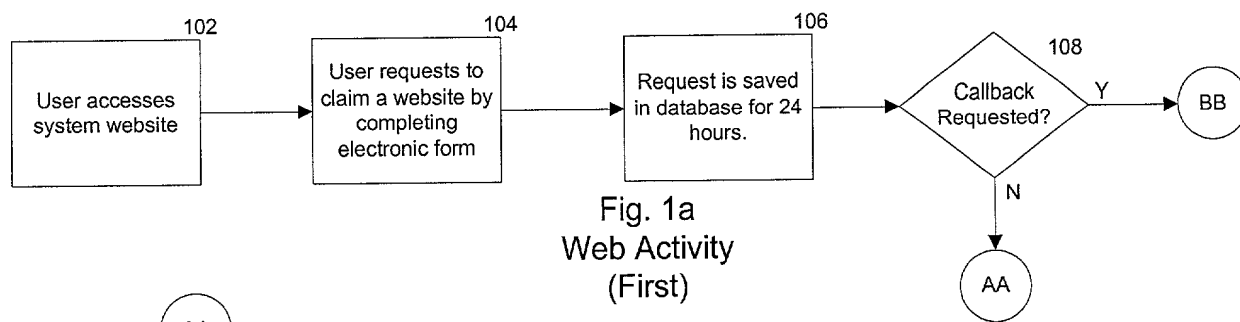 102
User accesses
system website
104
User requests to
claim a website by
completing
electronic form
106
Request is saved
in database for 24
hours.
108
Callback
Requested?
Y
BB
N
AA
Fig. 1a
Web Activity
(First)